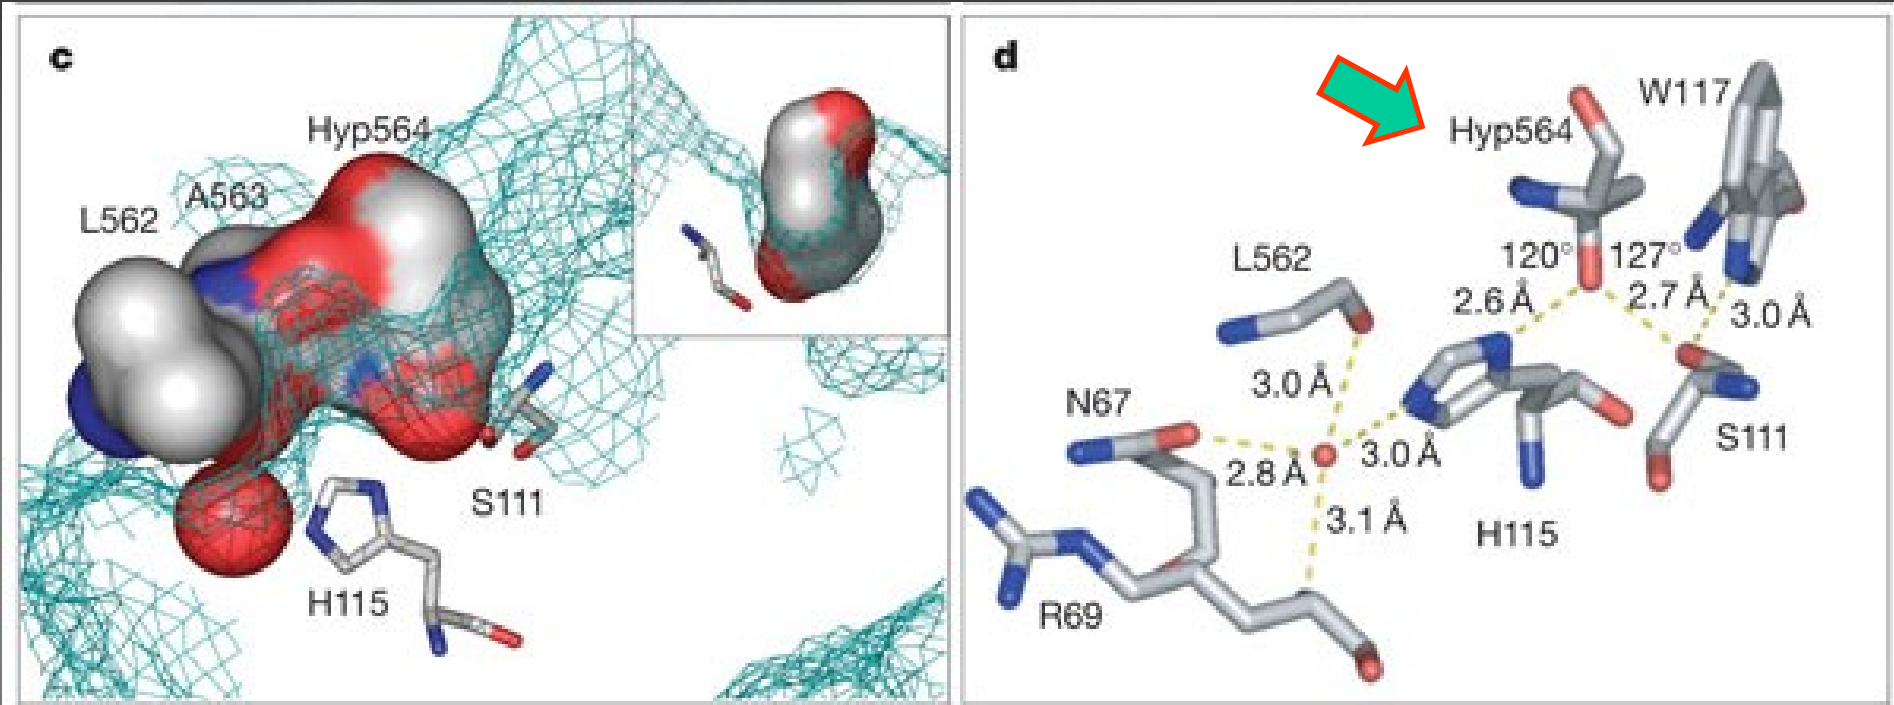 c
Hyp564
A563
L562
S111
H115
d
W117
Hyp564
120° 127°
L562
2.6 Å 2.7 Å 3.0 Å
3.0 Å
N67
3.0 Å S111
2.8 Å
3.1 Å
H115
R69